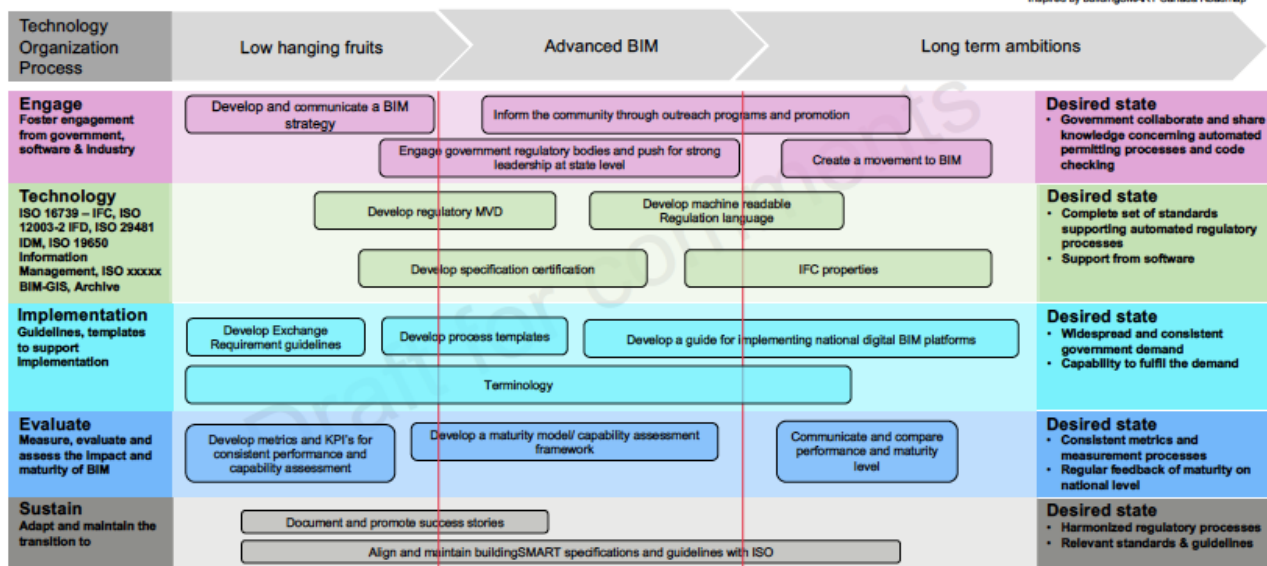 Inspired by buildingSMART Canada Roadmap
Technology
Organization
Process
Low hanging fruits
Advanced BIM
Long term ambitions
Engage
Foster engagement
from government,
software & industry
Develop and communicate a BIM
strategy
Inform the community through outreach programs and promotion
Engage government regulatory bodies and push for strong
leadership at state level
Create a movement to BIM
Desired state
• Government collaborate and share
knowledge concerning automated
permitting processes and code
checking
Technology
ISO 16739 – IFC, ISO
12003-2 IFD, ISO 29481
IDM, ISO 19650
Information
Management, ISO xxxxx
BIM-GIS, Archive
Develop regulatory MVD
Develop machine readable
Regulation language
Develop specification certification
IFC properties
Desired state
• Complete set of standards
supporting automated regulatory
processes
• Support from software
Implementation
Guidelines, templates
to support
implementation
Develop Exchange
Requirement guidelines
Develop process templates
Develop a guide for implementing national digital BIM platforms
Terminology
Desired state
• Widespread and consistent
government demand
• Capability to fulfil the demand
Evaluate
Measure, evaluate and
assess the impact and
maturity of BIM
Develop metrics and KPI's for
consistent performance and
capability assessment
Develop a maturity model/ capability assessment
framework
Communicate and compare
performance and maturity
level
Desired state
• Consistent metrics and
measurement processes
• Regular feedback of maturity on
national level
Sustain
Adapt and maintain the
transition to
Document and promote success stories
Align and maintain buildingSMART specifications and guidelines with ISO
Desired state
• Harmonized regulatory processes
• Relevant standards & guidelines
Draft for comments